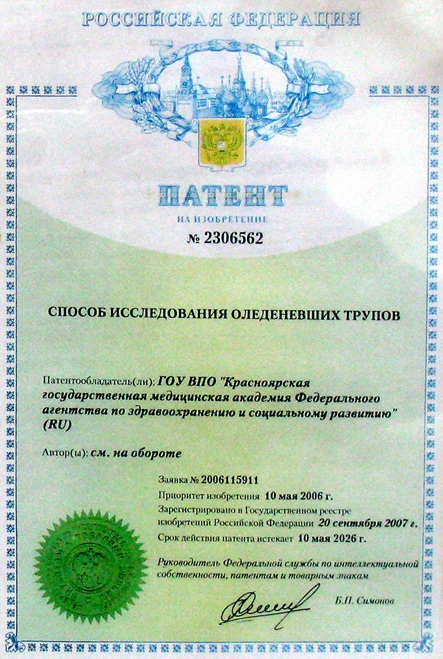 РОССИЙСКАЯ ФЕДЕРАЦИЯ
ПАТЕНТ
НА ИЗОБРЕТЕНИЕ
№ 2306562
СПОСОБ ИССЛЕДОВАНИЯ ОЛЕДЕНЕВШИХ ТРУПОВ
Патентообладатель(ли): ГОУ ВПО "Красноярская
государственная медицинская академия Федерального
агентства по здравоохранению и социальному развитию"
(RU)
Автор(ы): см. на обороте
Заявка № 2006115911
Приоритет изобретения 10 мая 2006 г.
Зарегистрировано в Государственном реестре
изобретений Российской Федерации 20 сентября 2007 г.
Срок действия патента истекает 10 мая 2026 г.
Руководитель Федеральной службы по интеллектуальной
собственности, патентам и товарным знакам
Б.П. Симонов